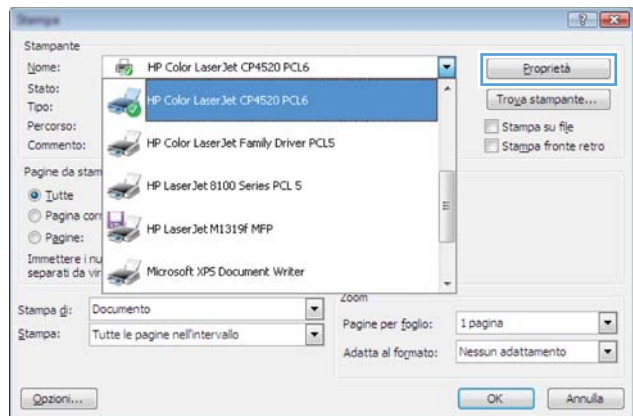 Stampa
Stampante
Nome: HP Color LaserJet CP4520 PCL6 Proprietà
Stato:
HP Color LaserJet CP4520 PCL6
Trova stampante...
Tipo:
Percorso:
Stampa su file
Commento:
HP Color LaserJet Family Driver PCL5
Stampa fronte retro
Pagine da stam
HP LaserJet 8100 Series PCL 5
Tutte
Pagina corr
HP LaserJet M1319f MFP
Pagine:
Immettere i nu
separati da vir
Microsoft XPS Document Writer
Stampa di: Documento
Zoom
Stampa: Tutte le pagine nell'intervallo
Pagine per foglio: 1 pagina
Adatta al formato: Nessun adattamento
Opzioni... OK Annulla